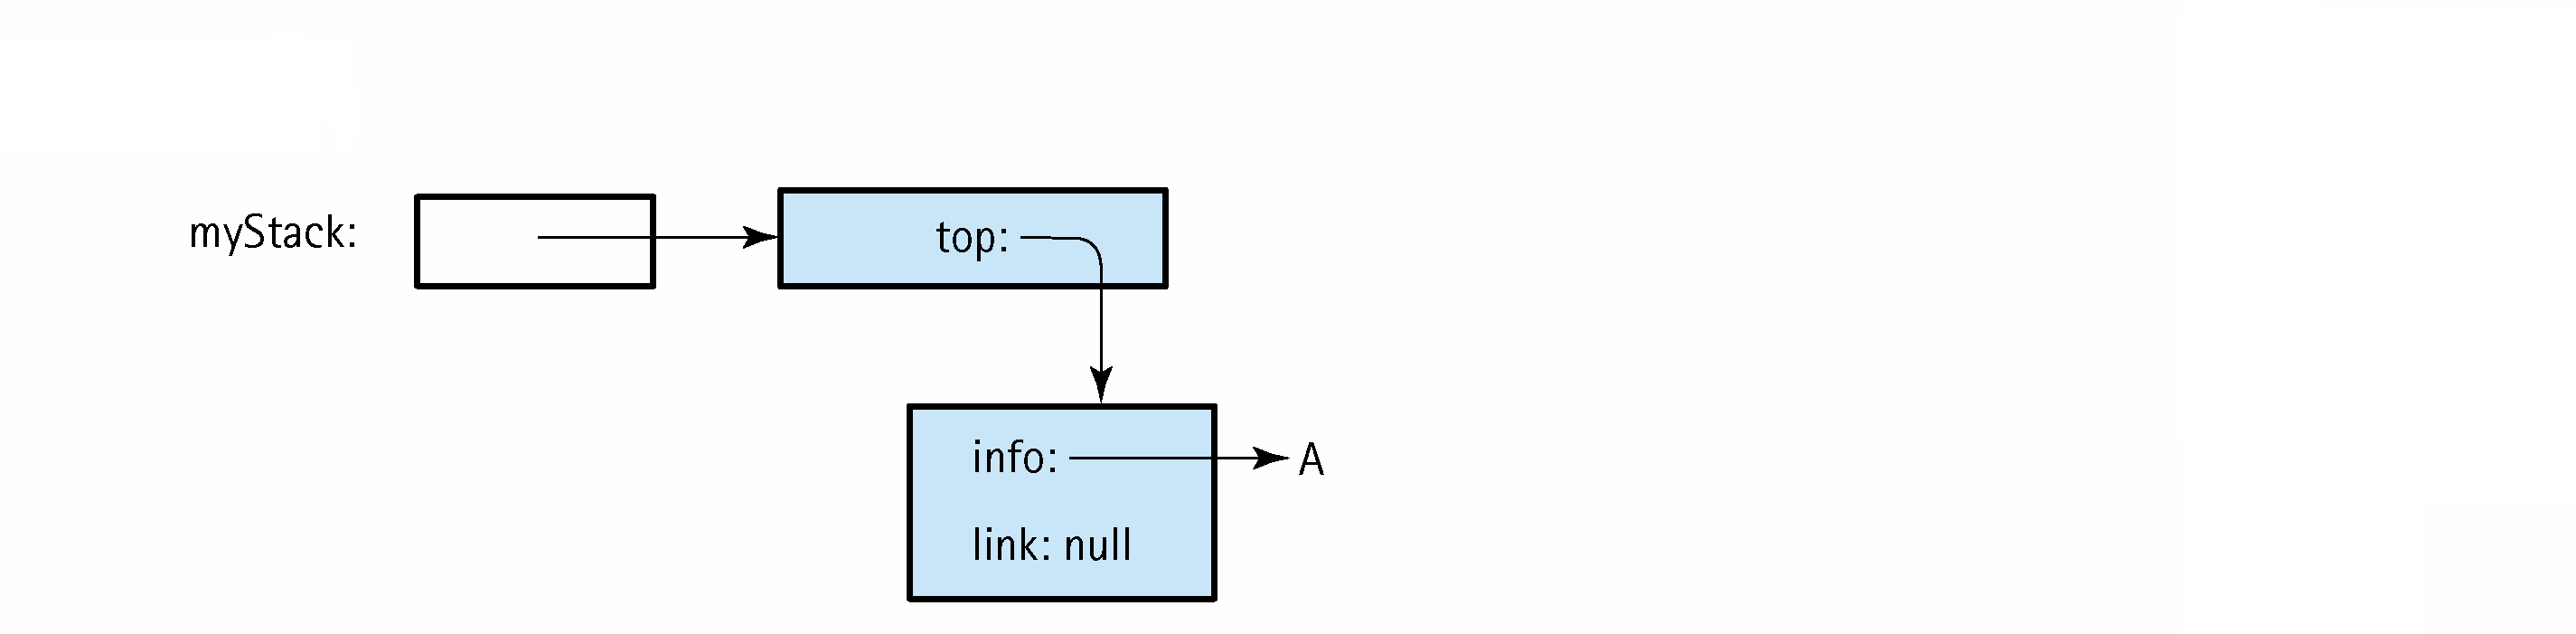 myStack:
top:
info:
A
link: null